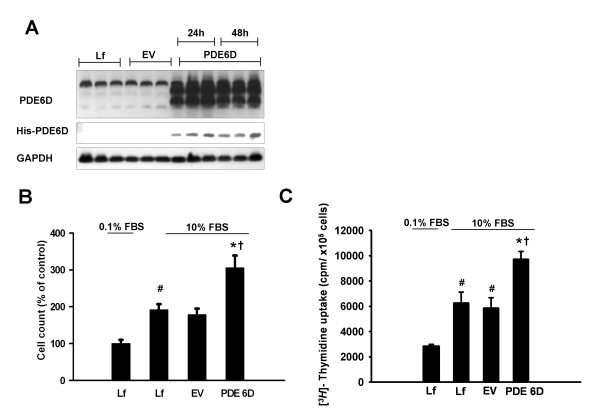 A
24h 48h
Lf EV PDE6D
PDE6D
His-PDE6D
GAPDH
B
0.1% FBS 10% FBS
Cell count (% of control)
400
300
200
100
0
#
*†
Lf Lf EV PDE 6D
C
0.1% FBS 10% FBS
[³H]- Thymidine uptake (cpm/ x10⁵ cells)
12000
10000
8000
6000
4000
2000
0
# #
*†
Lf Lf EV PDE 6D